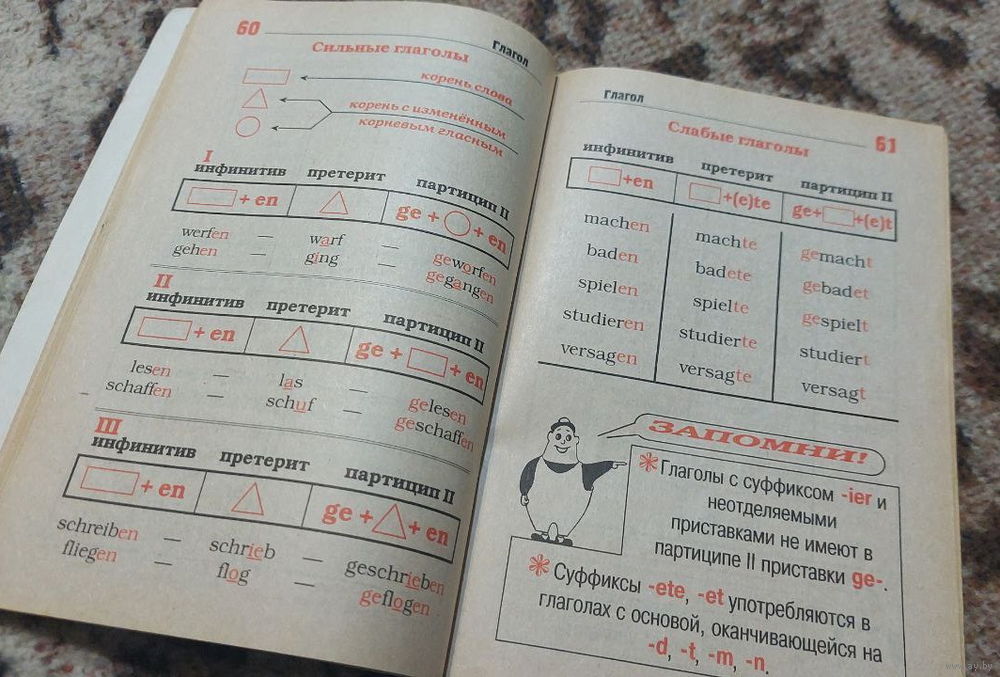 60
Глагол
Сильные глаголы
корень слова
корень с изменённым
корневым гласным
I
инфинитив претерит партицип II
+ en ge + + en
werfen — warf — geworfen
gehen — ging — gegangen
II
инфинитив претерит партицип II
+ en ge + + en
lesen — las — gelesen
schaffen — schuf — geschaffen
III
инфинитив претерит партицип II
+ en ge + + en
schreiben — schrieb — geschrieben
fliegen — flog — geflogen
Глагол
61
Слабые глаголы
инфинитив претерит партицип II
+en +(e)te ge+ +(e)t
machen machte gemacht
baden badete gebadet
spielen spielte gespielt
studieren studierte studiert
versagen versagte versagt
ЗАПОМНИ!
Глаголы с суффиксом -ier и
неотделяемыми
приставками не имеют в
партиципе II приставки ge-.
Суффиксы -ete, -et употребляются в
глаголах с основой, оканчивающейся на
-d, -t, -m, -n.
www.ay.by